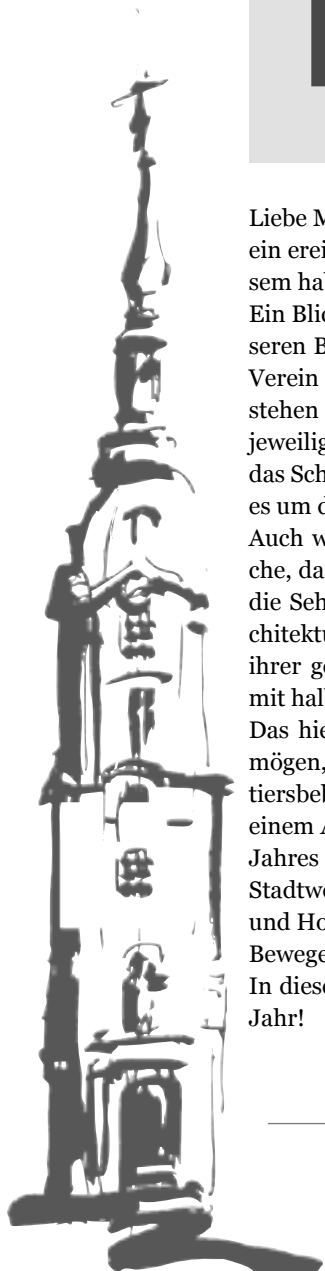 Liebe M
ein erei
sem hal
Ein Blic
seren B
Verein
stehen
jeweilig
das Sch
es um d
Auch w
che, da
die Seh
chitektu
ihrer ge
mit hall
Das hie
mögen,
tiersbel
einem A
Jahres
Stadtwe
und Ho
Bewege
In diese
Jahr!